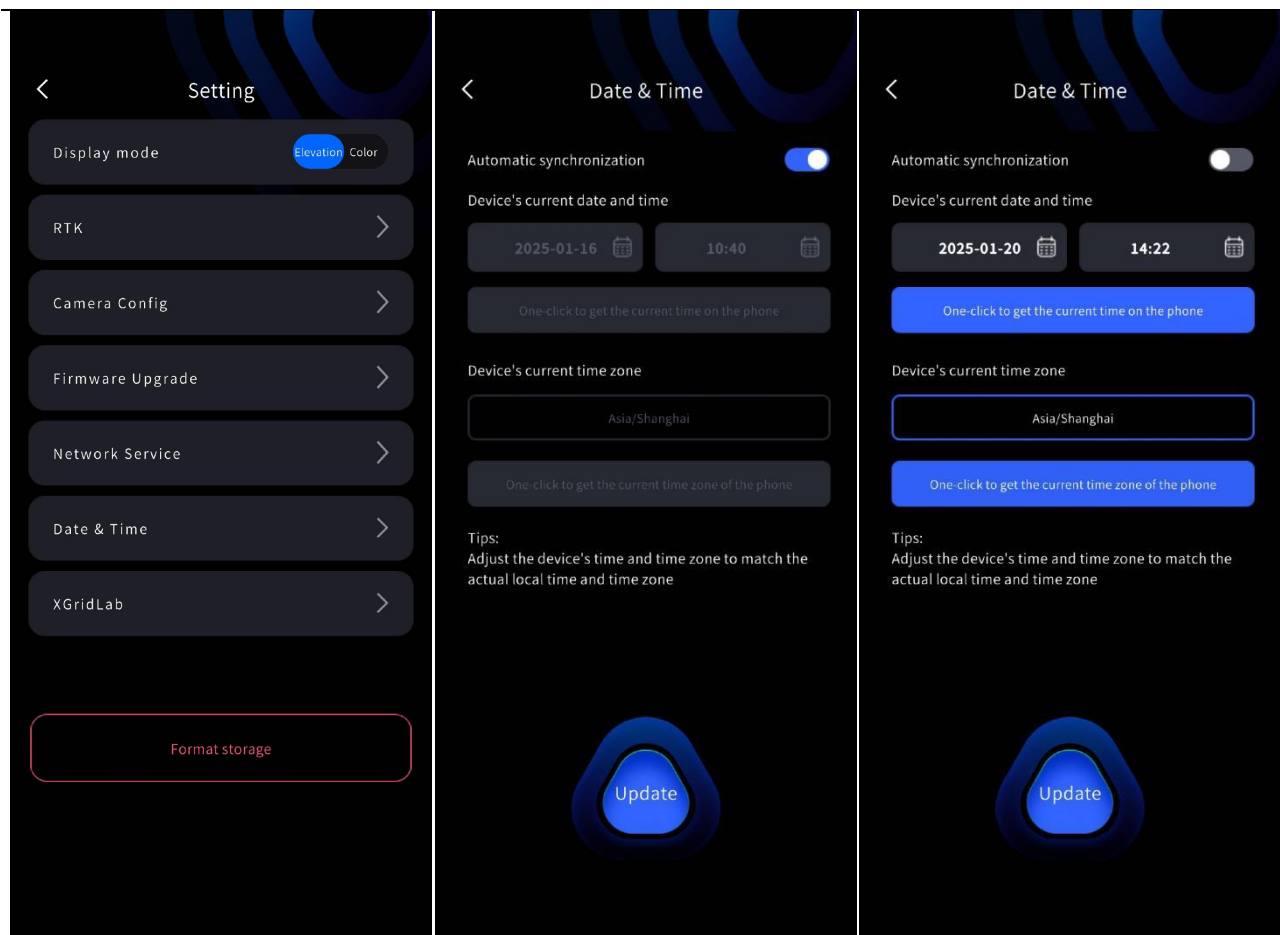 Setting
Display mode
Elevation Color
RTK
Camera Config
Firmware Upgrade
Network Service
Date & Time
XGridLab
Format storage
Date & Time
Automatic synchronization
Device's current date and time
2025-01-16 10:40
One-click to get the current time on the phone
Device's current time zone
Asia/Shanghai
One-click to get the current time zone of the phone
Tips:
Adjust the device's time and time zone to match the
actual local time and time zone
Update
Date & Time
Automatic synchronization
Device's current date and time
2025-01-20 14:22
One-click to get the current time on the phone
Device's current time zone
Asia/Shanghai
One-click to get the current time zone of the phone
Tips:
Adjust the device's time and time zone to match the
actual local time and time zone
Update